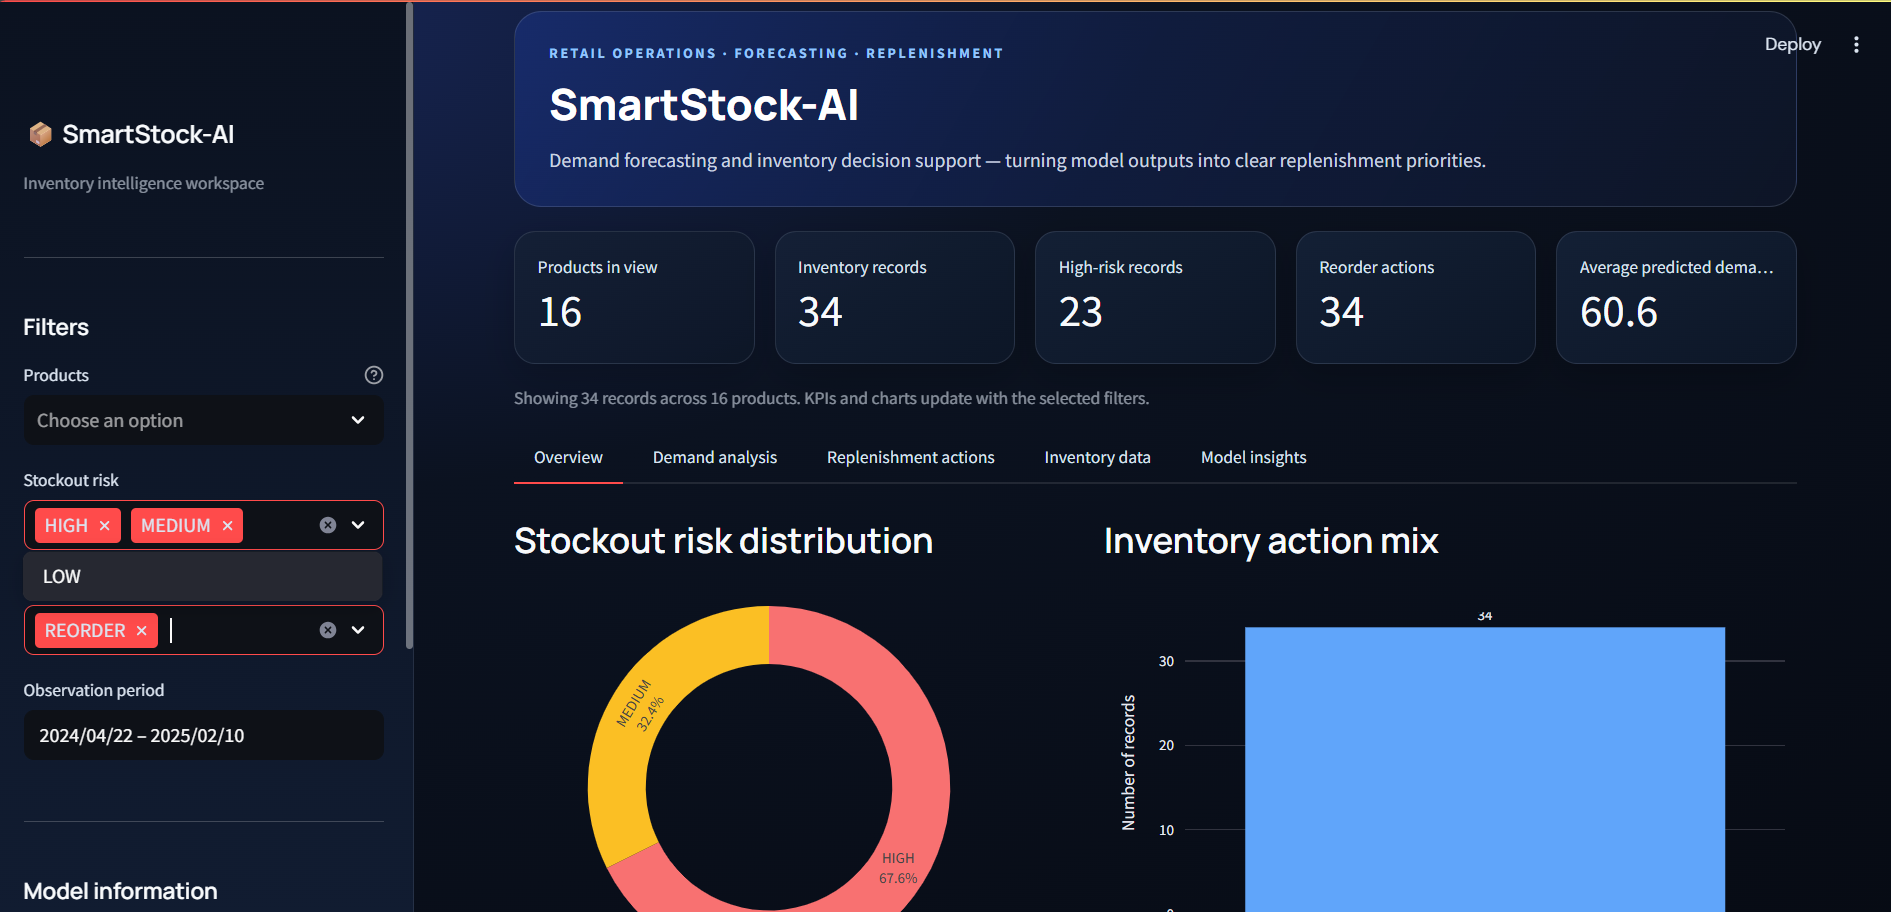 📦 SmartStock-AI
Inventory intelligence workspace
Filters
Products
Choose an option
Stockout risk
HIGH
MEDIUM
LOW
REORDER
Observation period
2024/04/22 – 2025/02/10
Model information
Deploy
RETAIL OPERATIONS · FORECASTING · REPLENISHMENT
SmartStock-AI
Demand forecasting and inventory decision support — turning model outputs into clear replenishment priorities.
Products in view
16
Inventory records
34
High-risk records
23
Reorder actions
34
Average predicted dema...
60.6
Showing 34 records across 16 products. KPIs and charts update with the selected filters.
Overview
Demand analysis
Replenishment actions
Inventory data
Model insights
Stockout risk distribution
MEDIUM
32.4%
HIGH
67.6%
Inventory action mix
34
30
20
10
Number of records